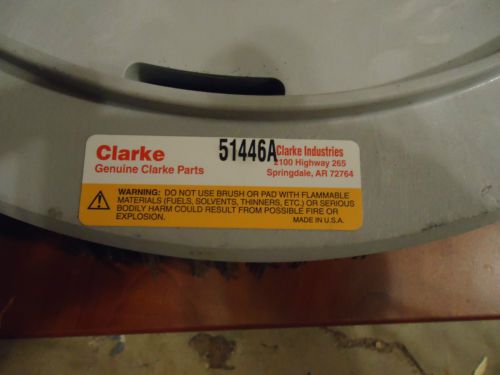 Clarke 51446A Clarke Industries
2100 Highway 265
Genuine Clarke Parts Springdale, AR 72764
WARNING: DO NOT USE BRUSH OR PAD WITH FLAMMABLE
MATERIALS (FUELS, SOLVENTS, THINNERS, ETC.) OR SERIOUS
BODILY HARM COULD RESULT FROM POSSIBLE FIRE OR
EXPLOSION.
MADE IN U.S.A.